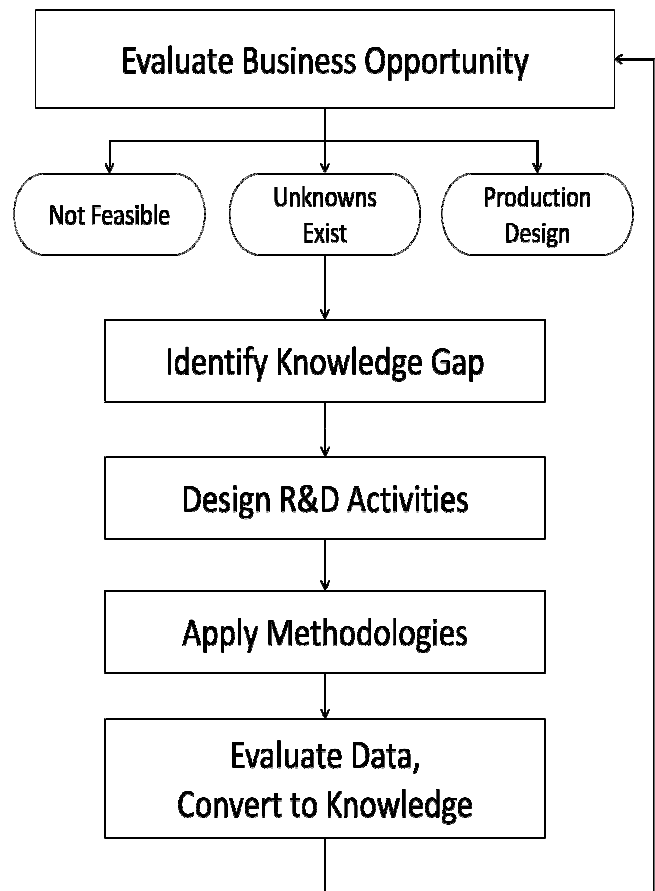 Evaluate Business Opportunity
Not Feasible
Unknowns
Exist
Production
Design
Identify Knowledge Gap
Design R&D Activities
Apply Methodologies
Evaluate Data,
Convert to Knowledge